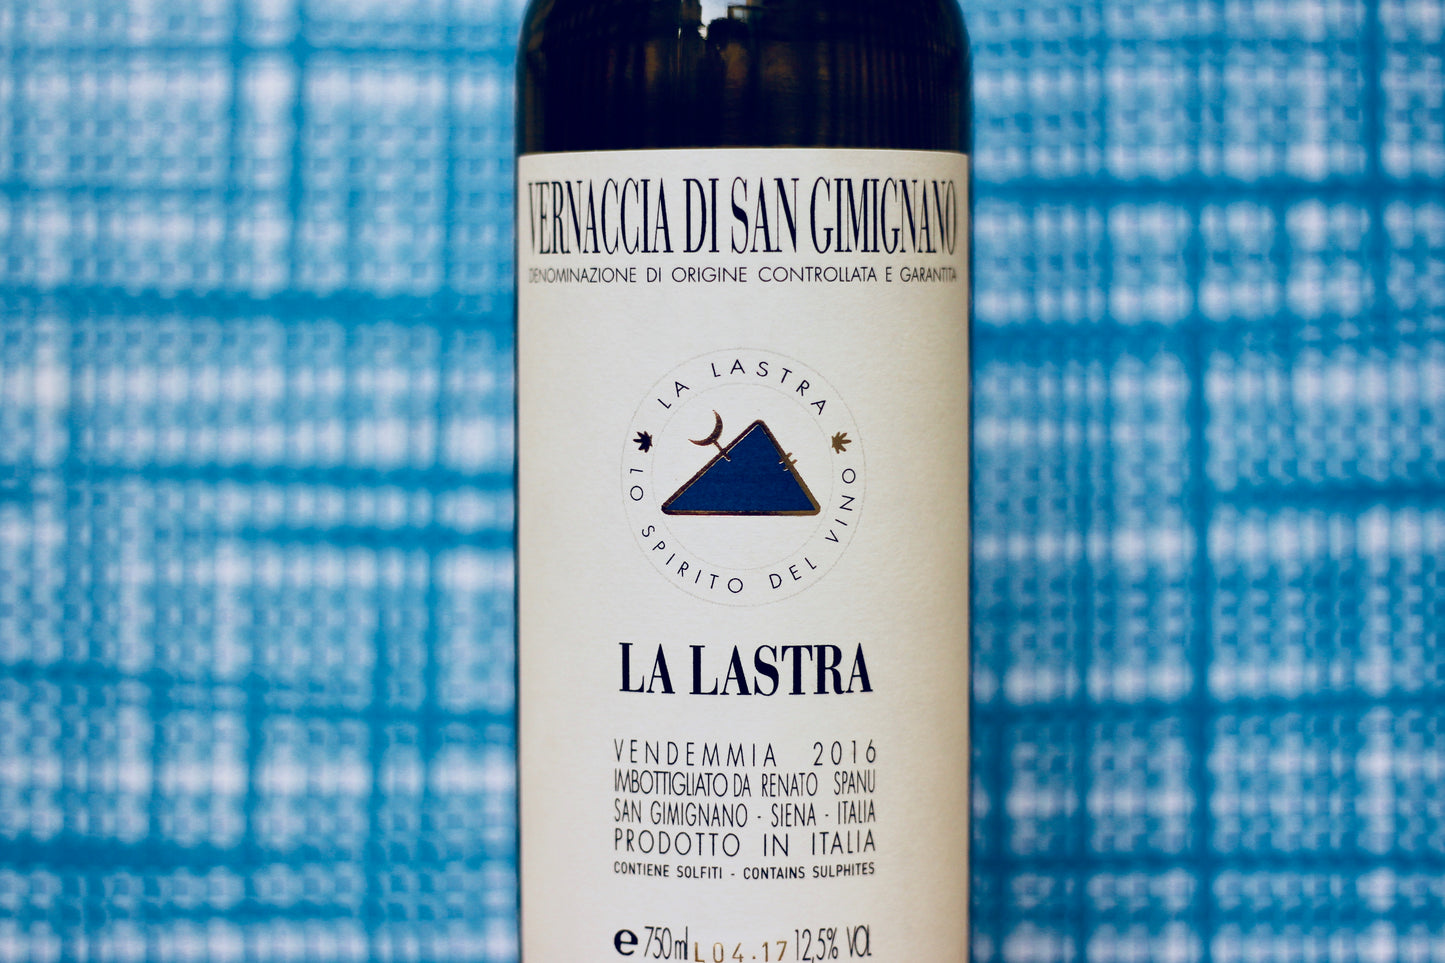 VERNACCIA DI SAN GIMIGNANO
DENOMINAZIONE DI ORIGINE CONTROLLATA E GARANTITA
LA LASTRA
LO SPIRITO DEL VINO
LA LASTRA
VENDEMMIA 2016
IMBOTTIGLIATO DA RENATO SPANU
SAN GIMIGNANO - SIENA - ITALIA
PRODOTTO IN ITALIA
CONTIENE SOLFITI - CONTAINS SULPHITES
e 750ml L04.17 12,5% VOL